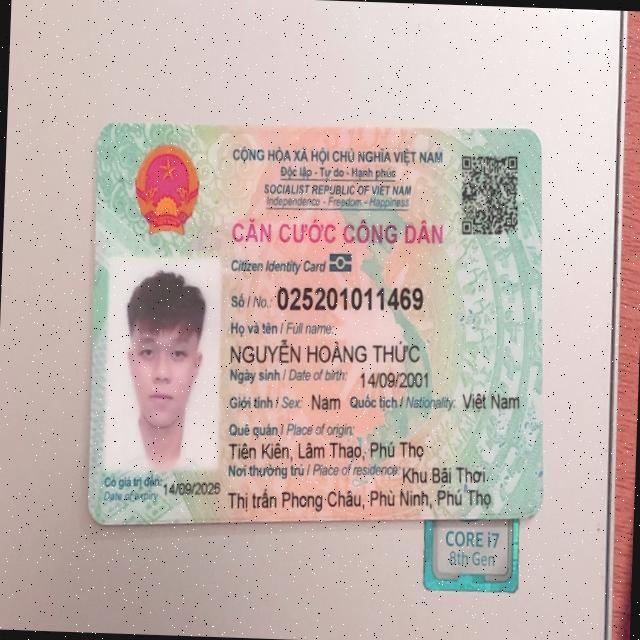 CỘNG HÒA XÃ HỘI CHỦ NGHĨA VIỆT NAM
Độc lập - Tự do - Hạnh phúc
SOCIALIST REPUBLIC OF VIET NAM
Independence - Freedom - Happiness
CĂN CƯỚC CÔNG DÂN
Citizen Identity Card
Số / No.: 025201011469
Họ và tên / Full name:
NGUYỄN HOÀNG THỨC
Ngày sinh / Date of birth: 14/09/2001
Giới tính / Sex: Nam Quốc tịch / Nationality: Việt Nam
Quê quán / Place of origin:
Tiên Kiên, Lâm Thao, Phú Thọ
Nơi thường trú / Place of residence: Khu Bãi Thơi
Thị trấn Phong Châu, Phù Ninh, Phú Thọ
Có giá trị đến: 14/09/2026
Date of expiry
CORE i7
8th Gen